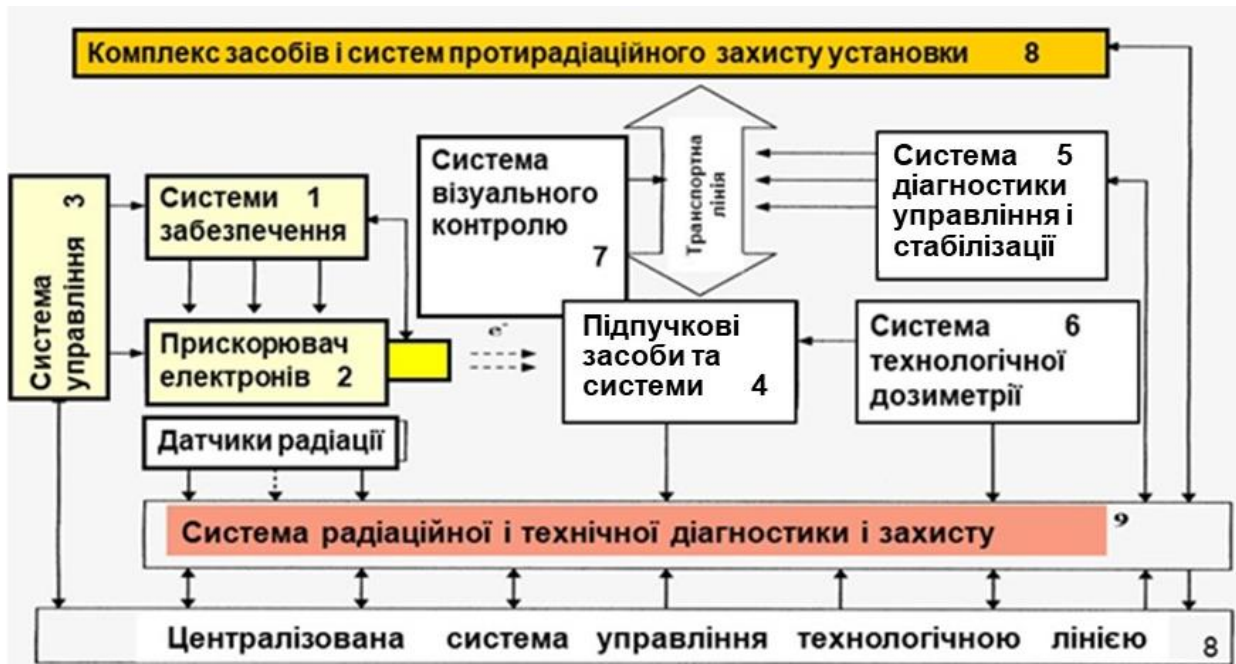 Комплекс засобів і систем протирадіаційного захисту установки 8
Система
управління 3
Системи 1
забезпечення
Система
візуального
контролю
7
Транспортна
лінія
Система 5
діагностики
управління і
стабілізації
Прискорювач
електронів 2
e-
Підпучкові
засоби та
системи 4
Система 6
технологічної
дозиметрії
Датчики радіації
Система радіаційної і технічної діагностики і захисту 9
Централізована система управління технологічною лінією 8